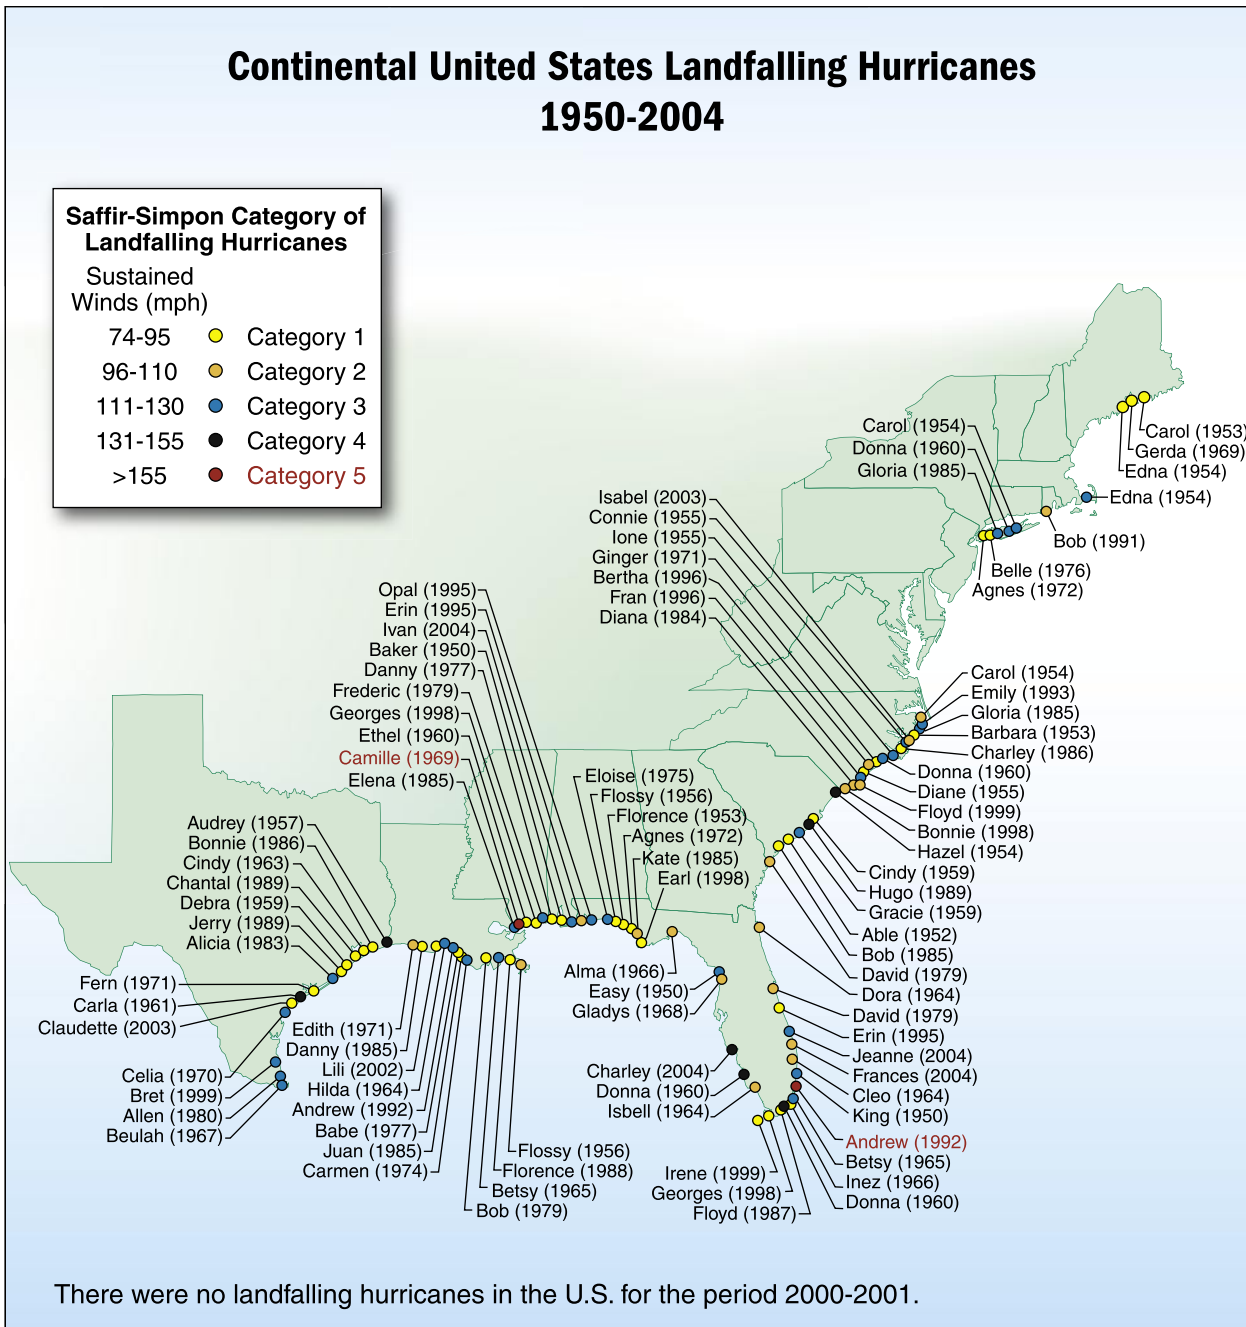 Continental United States Landfalling Hurricanes
1950-2004
Saffir-Simpon Category of
Landfalling Hurricanes
Sustained
Winds (mph)
74-95 Category 1
96-110 Category 2
111-130 Category 3
131-155 Category 4
>155 Category 5
Carol (1954)
Donna (1960)
Gloria (1985)
Carol (1953)
Gerda (1969)
Edna (1954)
Edna (1954)
Bob (1991)
Belle (1976)
Agnes (1972)
Isabel (2003)
Connie (1955)
Ione (1955)
Ginger (1971)
Bertha (1996)
Fran (1996)
Diana (1984)
Opal (1995)
Erin (1995)
Ivan (2004)
Baker (1950)
Danny (1977)
Frederic (1979)
Georges (1998)
Ethel (1960)
Camille (1969)
Elena (1985)
Carol (1954)
Emily (1993)
Gloria (1985)
Barbara (1953)
Charley (1986)
Donna (1960)
Diane (1955)
Floyd (1999)
Bonnie (1998)
Hazel (1954)
Cindy (1959)
Hugo (1989)
Gracie (1959)
Able (1952)
Bob (1985)
David (1979)
Dora (1964)
David (1979)
Erin (1995)
Jeanne (2004)
Frances (2004)
Cleo (1964)
King (1950)
Andrew (1992)
Betsy (1965)
Inez (1966)
Donna (1960)
Eloise (1975)
Flossy (1956)
Florence (1953)
Agnes (1972)
Kate (1985)
Earl (1998)
Audrey (1957)
Bonnie (1986)
Cindy (1963)
Chantal (1989)
Debra (1959)
Jerry (1989)
Alicia (1983)
Fern (1971)
Carla (1961)
Claudette (2003)
Celia (1970)
Bret (1999)
Allen (1980)
Beulah (1967)
Edith (1971)
Danny (1985)
Lili (2002)
Hilda (1964)
Andrew (1992)
Babe (1977)
Juan (1985)
Carmen (1974)
Flossy (1956)
Florence (1988)
Betsy (1965)
Bob (1979)
Alma (1966)
Easy (1950)
Gladys (1968)
Charley (2004)
Donna (1960)
Isbell (1964)
Irene (1999)
Georges (1998)
Floyd (1987)
There were no landfalling hurricanes in the U.S. for the period 2000-2001.